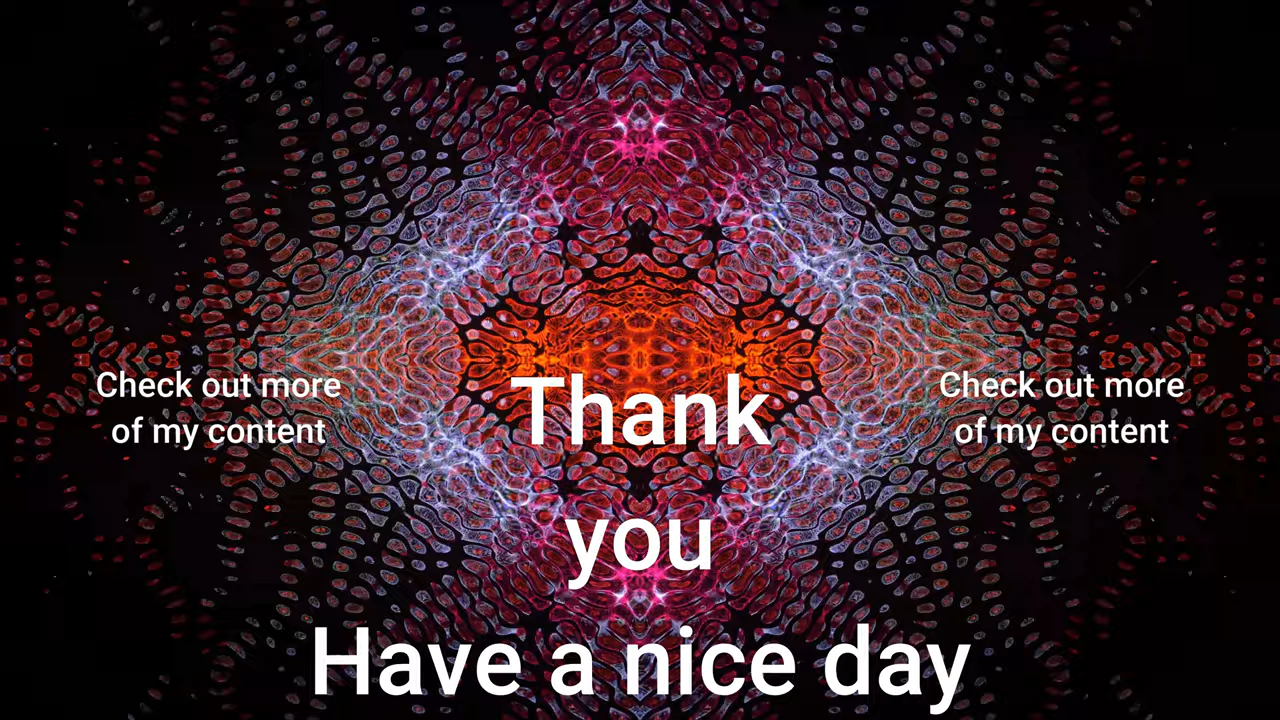 Check out more
of my content
Thank
you
Have a nice day
Check out more
of my content